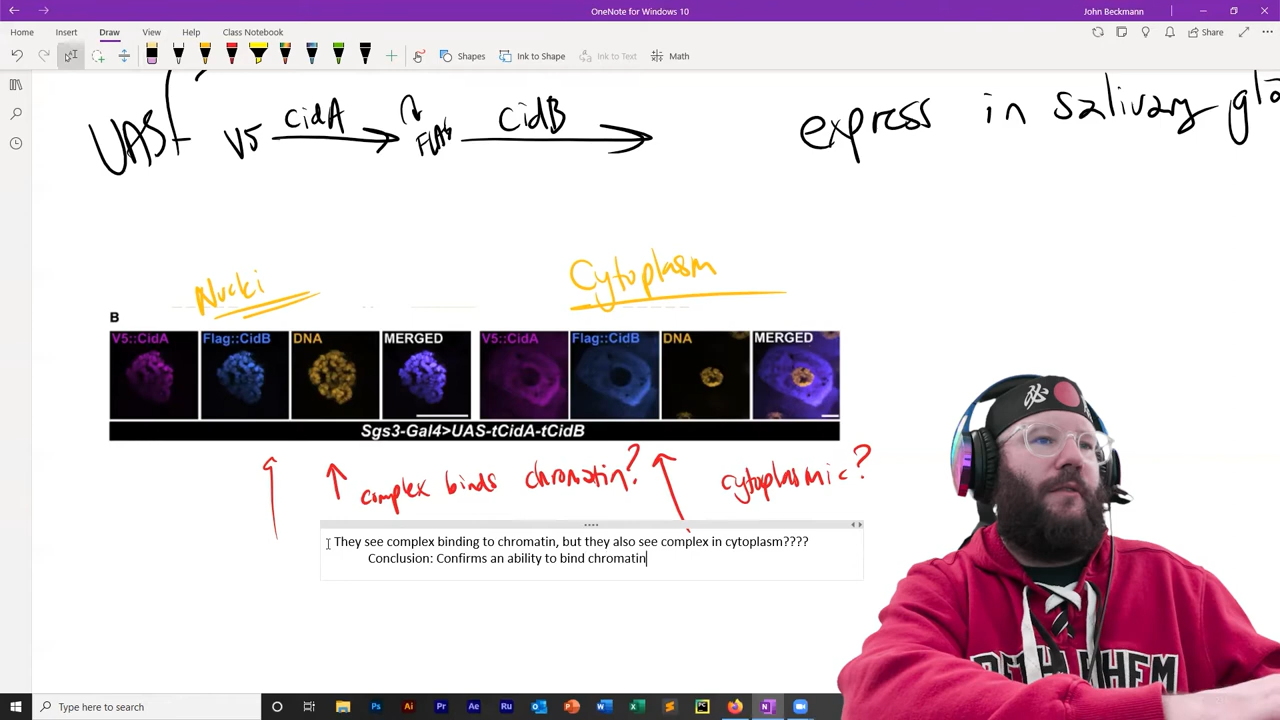 OneNote for Windows 10
John Beckmann
Home Insert Draw View Help Class Notebook
Share
Shapes Ink to Shape Ink to Text Math
UAST V5 CidA FLAG CidB
express in salivary
Nucki Cytoplasm
B
V5::CidA Flag::CidB DNA MERGED V5::CidA Flag::CidB DNA MERGED
Sgs3-Gal4>UAS-tCidA-tCidB
complex binds chromatin? cytoplasmic?
They see complex binding to chromatin, but they also see complex in cytoplasm????
Conclusion: Confirms an ability to bind chromatin
Type here to search